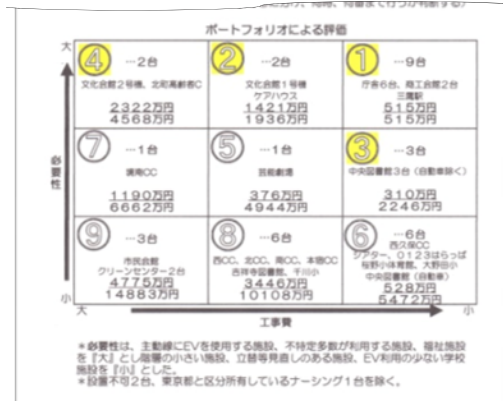 ポートフォリオによる評価
大
④ …2台
文化会館2号機、北町高齢者C
2322万円
4568万円
② …2台
文化会館1号機
ケアハウス
1421万円
1936万円
① …9台
庁舎6台、商工会館2台
三鷹駅
515万円
515万円
⑦ …1台
境南CC
1190万円
6662万円
⑤ …1台
芸能劇場
376万円
4944万円
③ …3台
中央図書館3台(自動車除く)
310万円
2246万円
⑨ …3台
市民会館
クリーンセンター2台
4775万円
14883万円
⑧ …6台
西CC、北CC、南CC、本宿CC
吉祥寺図書館、千川小
3446万円
10108万円
⑥ …6台
西久保CC
シアター、0123はらっぱ
桜野小体育館、大野田小
中央図書館(自動車)
528万円
5472万円
必要性
小
大
小
工事費
*必要性は、主動線にEVを使用する施設、不特定多数が利用する施設、福祉施設
を『大』とし階層の小さい施設、立替等見直しのある施設、EV利用の少ない学校
施設を『小』とした。
*設置不可2台、東京都と区分所有しているナーシング1台を除く。